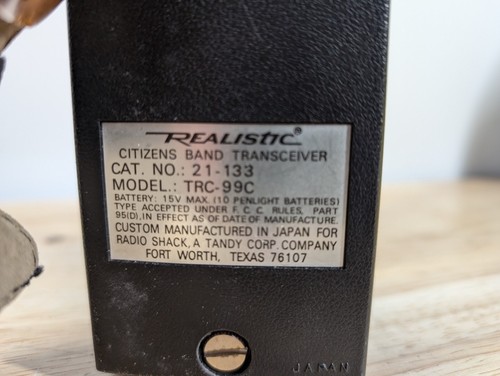 REALISTIC®
CITIZENS BAND TRANSCEIVER
CAT. NO.: 21-133
MODEL.: TRC-99C
BATTERY: 15V MAX. (10 PENLIGHT BATTERIES)
TYPE ACCEPTED UNDER F.C.C. RULES, PART
95(D), IN EFFECT AS OF DATE OF MANUFACTURE.
CUSTOM MANUFACTURED IN JAPAN FOR
RADIO SHACK, A TANDY CORP. COMPANY
FORT WORTH, TEXAS 76107
JAPAN